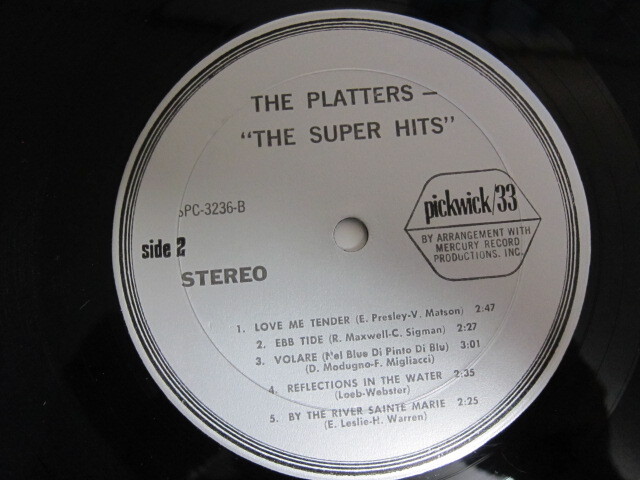 THE PLATTERS —
"THE SUPER HITS"
SPC-3236-B
pickwick/33
BY ARRANGEMENT WITH
MERCURY RECORD
PRODUCTIONS, INC.
side 2
STEREO
1. LOVE ME TENDER (E. Presley-V. Matson) 2:47
2. EBB TIDE (R. Maxwell-C. Sigman) 2:27
3. VOLARE (Nel Blue Di Pinto Di Blu) 3:01
(D. Modugno-F. Migliacci)
4. REFLECTIONS IN THE WATER 2:35
(Loeb-Webster)
5. BY THE RIVER SAINTE MARIE 2:25
(E. Leslie-H. Warren)